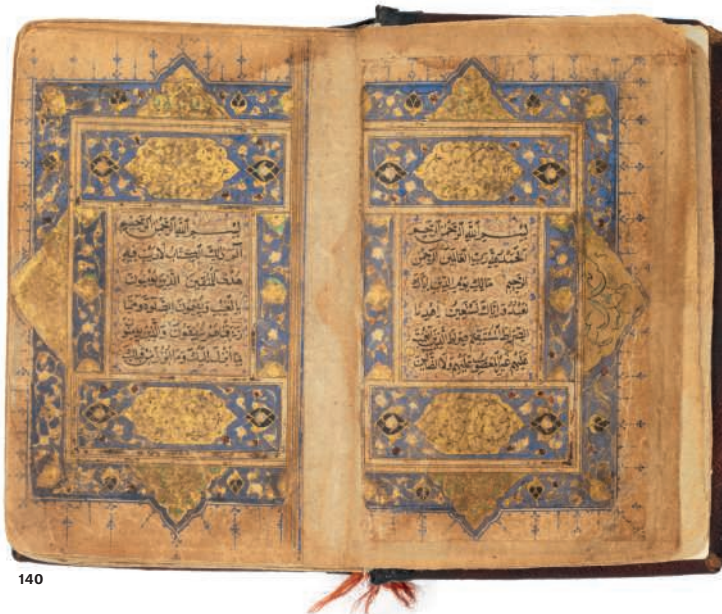 بسم الله الرحمن الرحيم
الحمد لله رب العالمين الرحمن
الرحيم مالك يوم الدين اياك
نعبد واياك نستعين اهدنا
الصراط المستقيم صراط الذين انعمت
عليهم غير المغضوب عليهم ولا الضالين
بسم الله الرحمن الرحيم
الم ذلك الكتاب لا ريب فيه
هدى للمتقين الذين يؤمنون
بالغيب ويقيمون الصلوة ومما
رزقناهم ينفقون والذين يؤمنون
بما انزل اليك وما انزل من قبلك
140